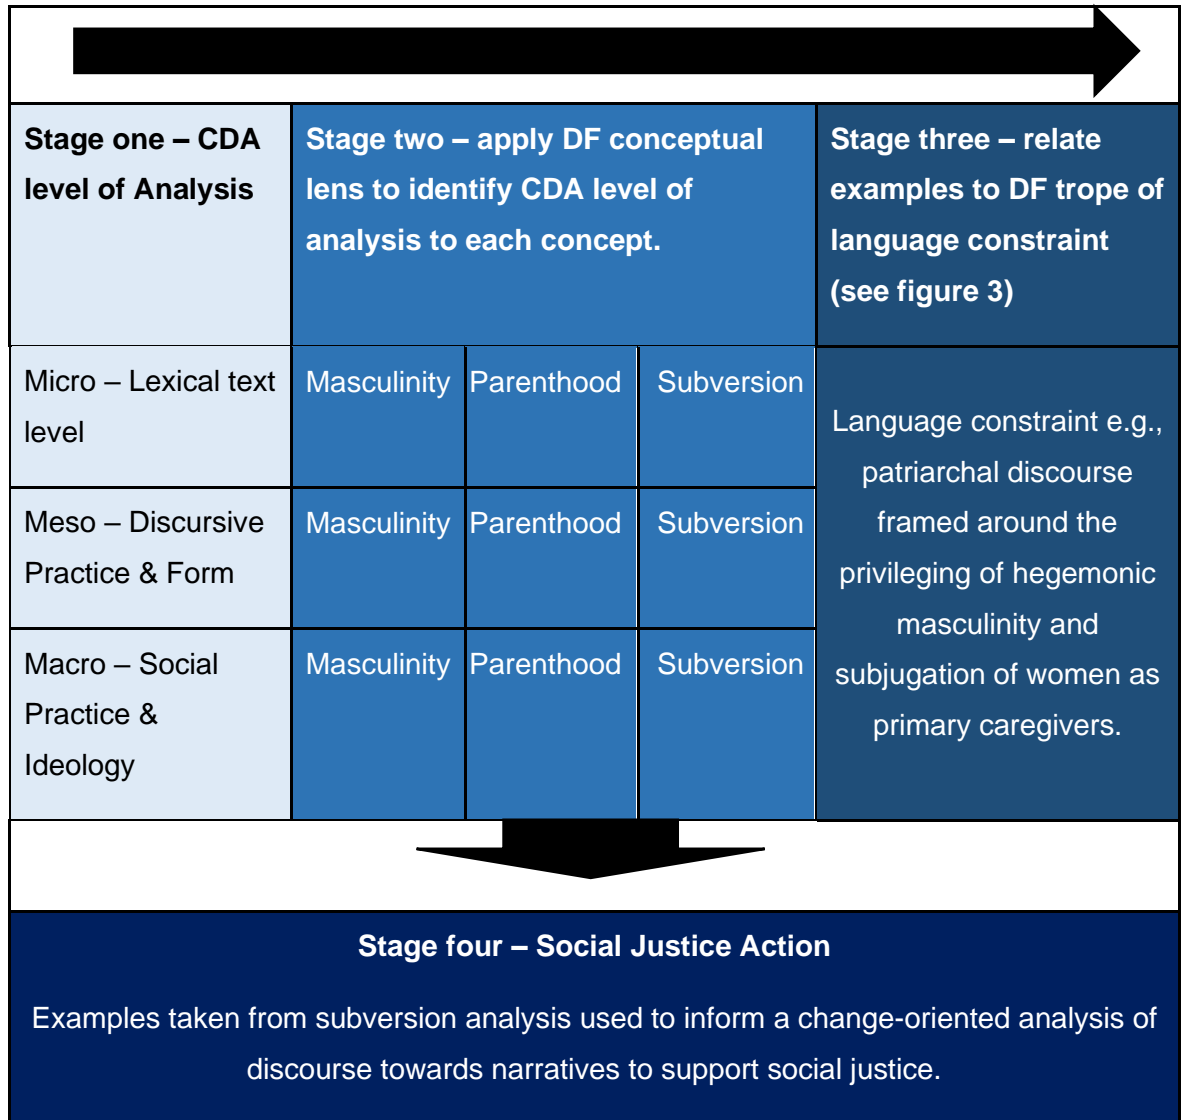 Stage one – CDA
level of Analysis
Stage two – apply DF conceptual
lens to identify CDA level of
analysis to each concept.
Stage three – relate
examples to DF trope of
language constraint
(see figure 3)
Micro – Lexical text
level
Masculinity
Parenthood
Subversion
Meso – Discursive
Practice & Form
Masculinity
Parenthood
Subversion
Macro – Social
Practice &
Ideology
Masculinity
Parenthood
Subversion
Language constraint e.g.,
patriarchal discourse
framed around the
privileging of hegemonic
masculinity and
subjugation of women as
primary caregivers.
Stage four – Social Justice Action
Examples taken from subversion analysis used to inform a change-oriented analysis of
discourse towards narratives to support social justice.